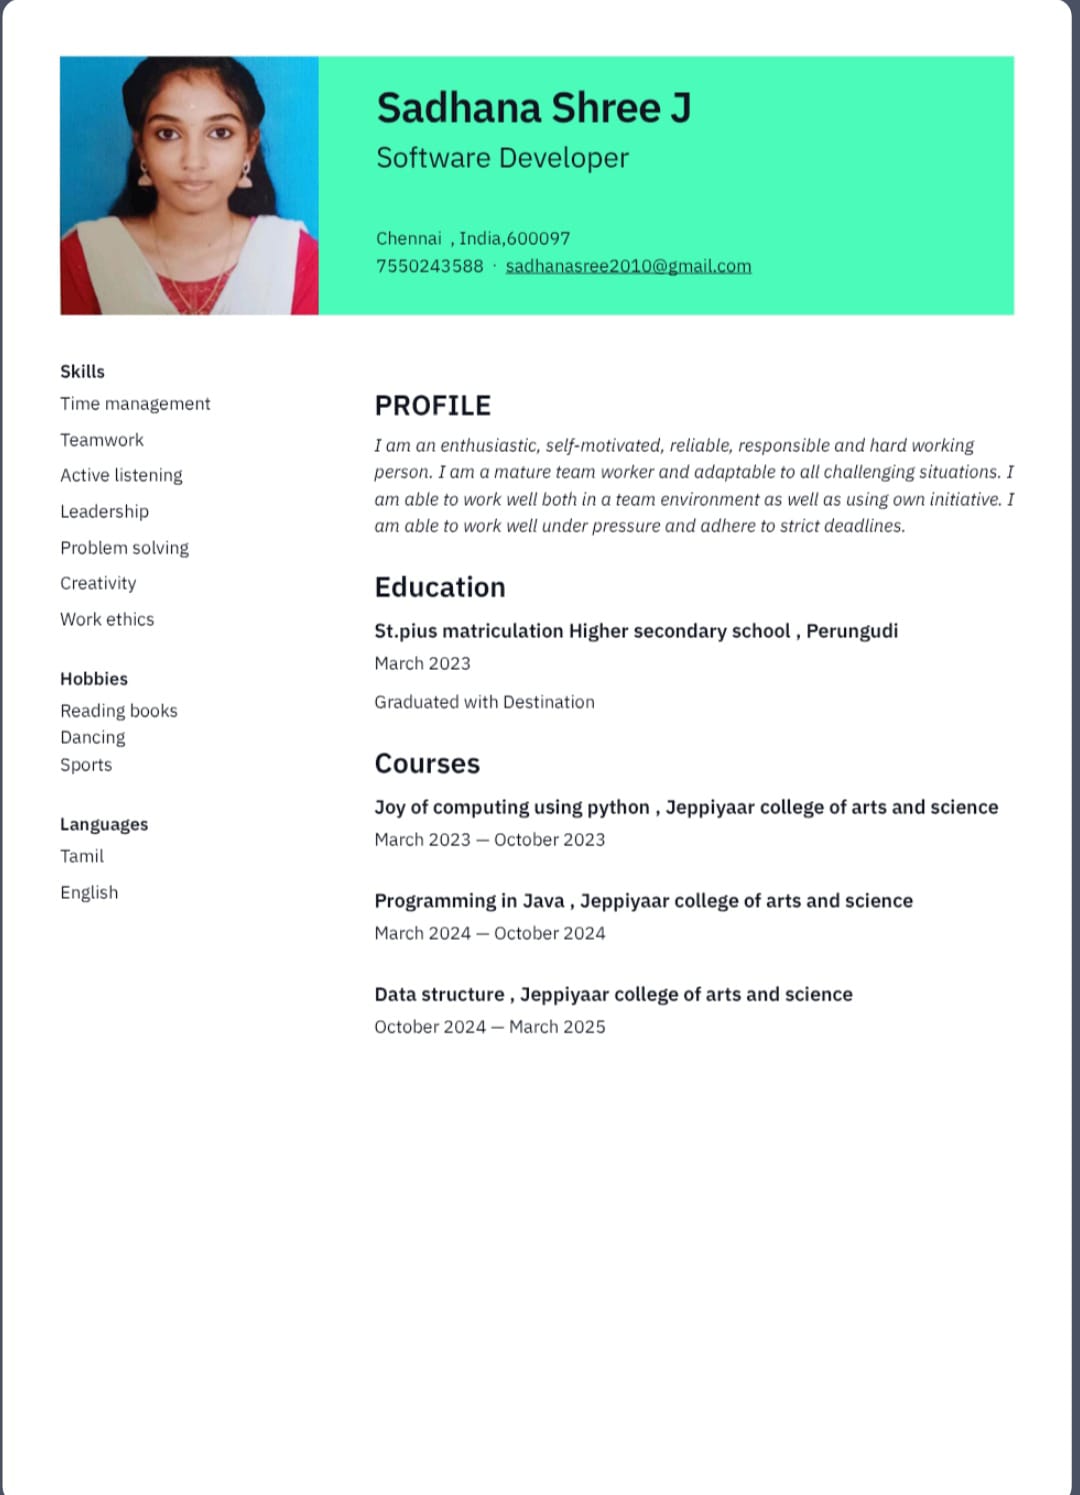 Sadhana Shree J
Software Developer
Chennai , India,600097
7550243588 · sadhanasree2010@gmail.com
Skills
Time management
Teamwork
Active listening
Leadership
Problem solving
Creativity
Work ethics
Hobbies
Reading books
Dancing
Sports
Languages
Tamil
English
PROFILE
I am an enthusiastic, self-motivated, reliable, responsible and hard working
person. I am a mature team worker and adaptable to all challenging situations. I
am able to work well both in a team environment as well as using own initiative. I
am able to work well under pressure and adhere to strict deadlines.
Education
St.pius matriculation Higher secondary school , Perungudi
March 2023
Graduated with Destination
Courses
Joy of computing using python , Jeppiyaar college of arts and science
March 2023 — October 2023
Programming in Java , Jeppiyaar college of arts and science
March 2024 — October 2024
Data structure , Jeppiyaar college of arts and science
October 2024 — March 2025